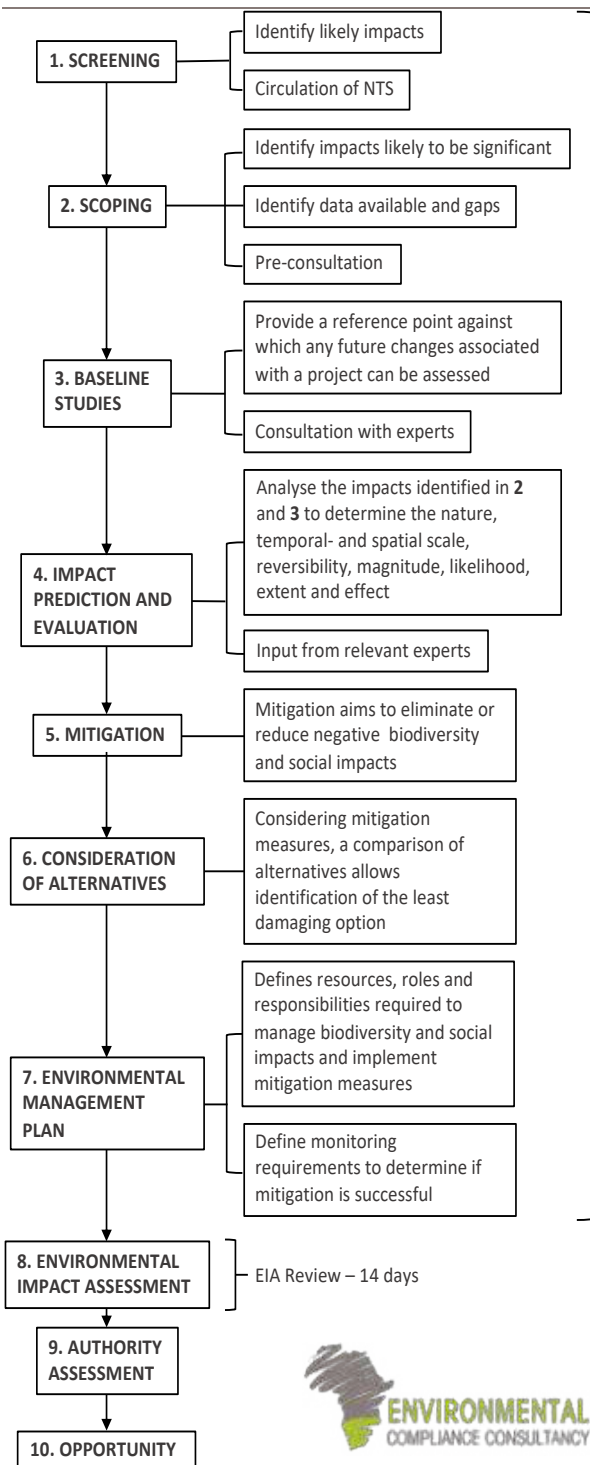 1. SCREENING
Identify likely impacts
Circulation of NTS
2. SCOPING
Identify impacts likely to be significant
Identify data available and gaps
Pre-consultation
3. BASELINE
STUDIES
Provide a reference point against
which any future changes associated
with a project can be assessed
Consultation with experts
4. IMPACT
PREDICTION AND
EVALUATION
Analyse the impacts identified in 2
and 3 to determine the nature,
temporal- and spatial scale,
reversibility, magnitude, likelihood,
extent and effect
Input from relevant experts
5. MITIGATION
Mitigation aims to eliminate or
reduce negative biodiversity
and social impacts
6. CONSIDERATION
OF ALTERNATIVES
Considering mitigation
measures, a comparison of
alternatives allows
identification of the least
damaging option
7. ENVIRONMENTAL
MANAGEMENT
PLAN
Defines resources, roles and
responsibilities required to
manage biodiversity and social
impacts and implement
mitigation measures
Define monitoring
requirements to determine if
mitigation is successful
8. ENVIRONMENTAL
IMPACT ASSESSMENT
EIA Review – 14 days
9. AUTHORITY
ASSESSMENT
10. OPPORTUNITY
ENVIRONMENTAL
COMPLIANCE CONSULTANCY